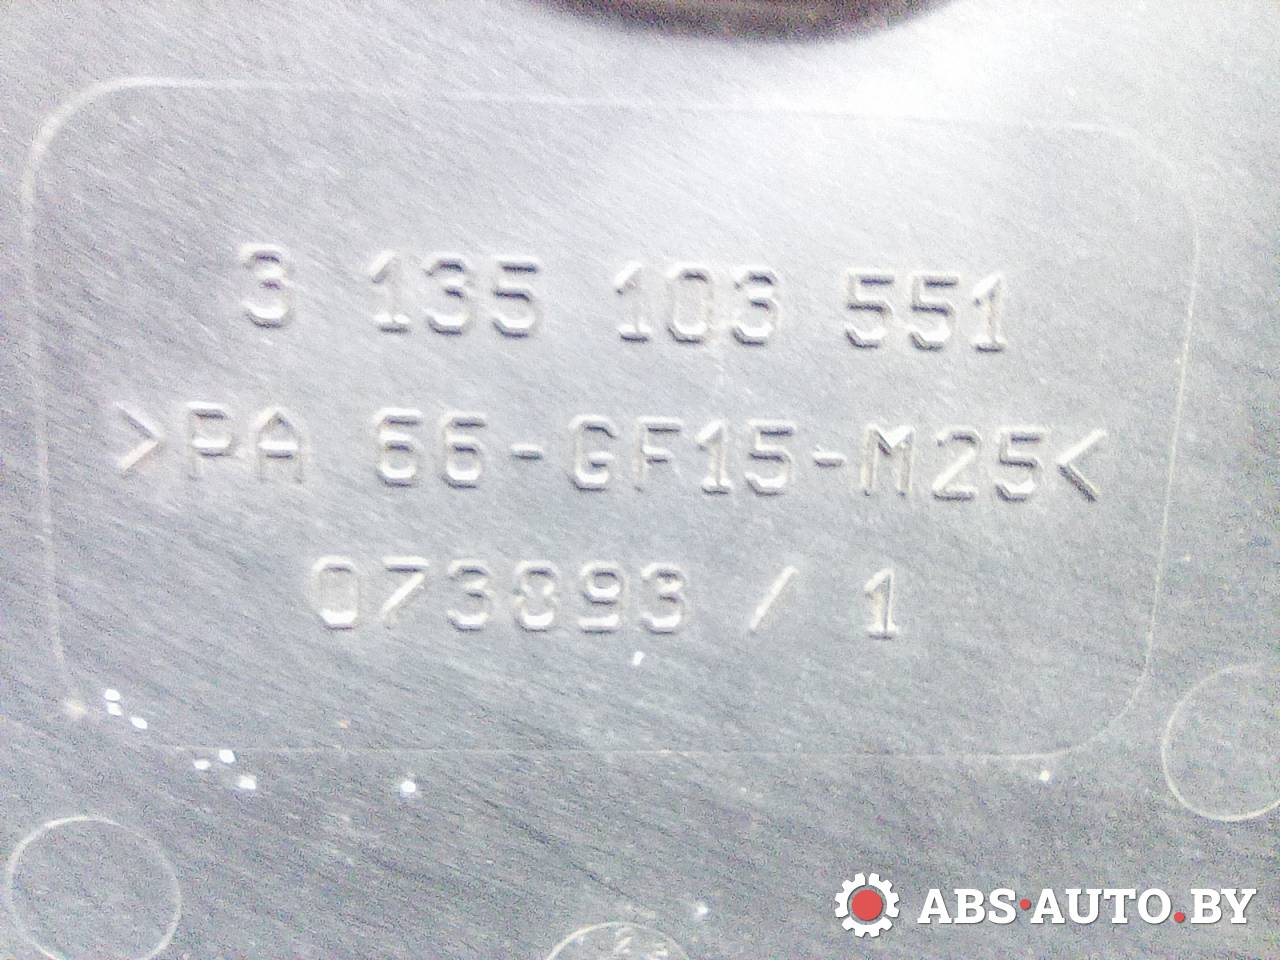 3 135 103 551
>PA 66-GF15-M25<
073893 / 1
ABS·AUTO.BY